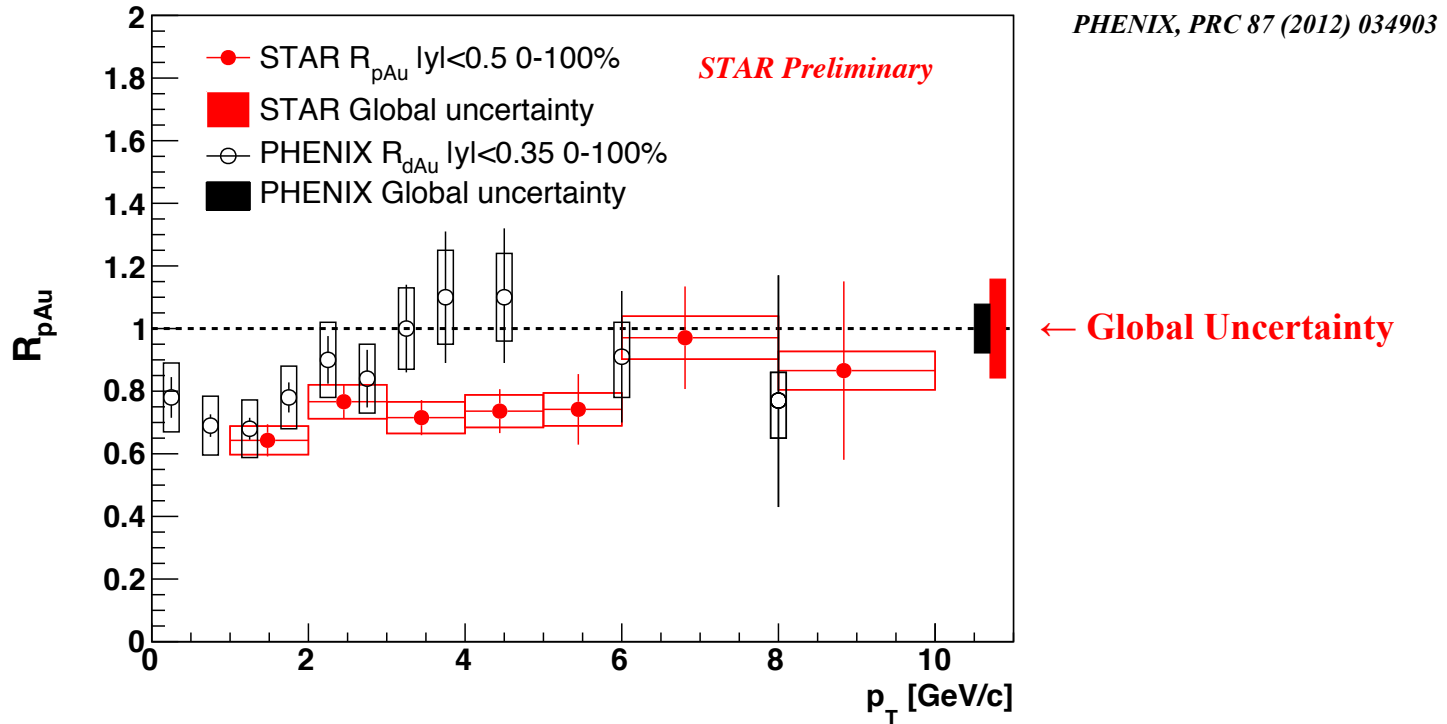 PHENIX, PRC 87 (2012) 034903
STAR Preliminary
STAR R_pAu |y|<0.5 0-100%
STAR Global uncertainty
PHENIX R_dAu |y|<0.35 0-100%
PHENIX Global uncertainty
← Global Uncertainty
R_pAu
2
1.8
1.6
1.4
1.2
1
0.8
0.6
0.4
0.2
0
0 2 4 6 8 10
p_T [GeV/c]